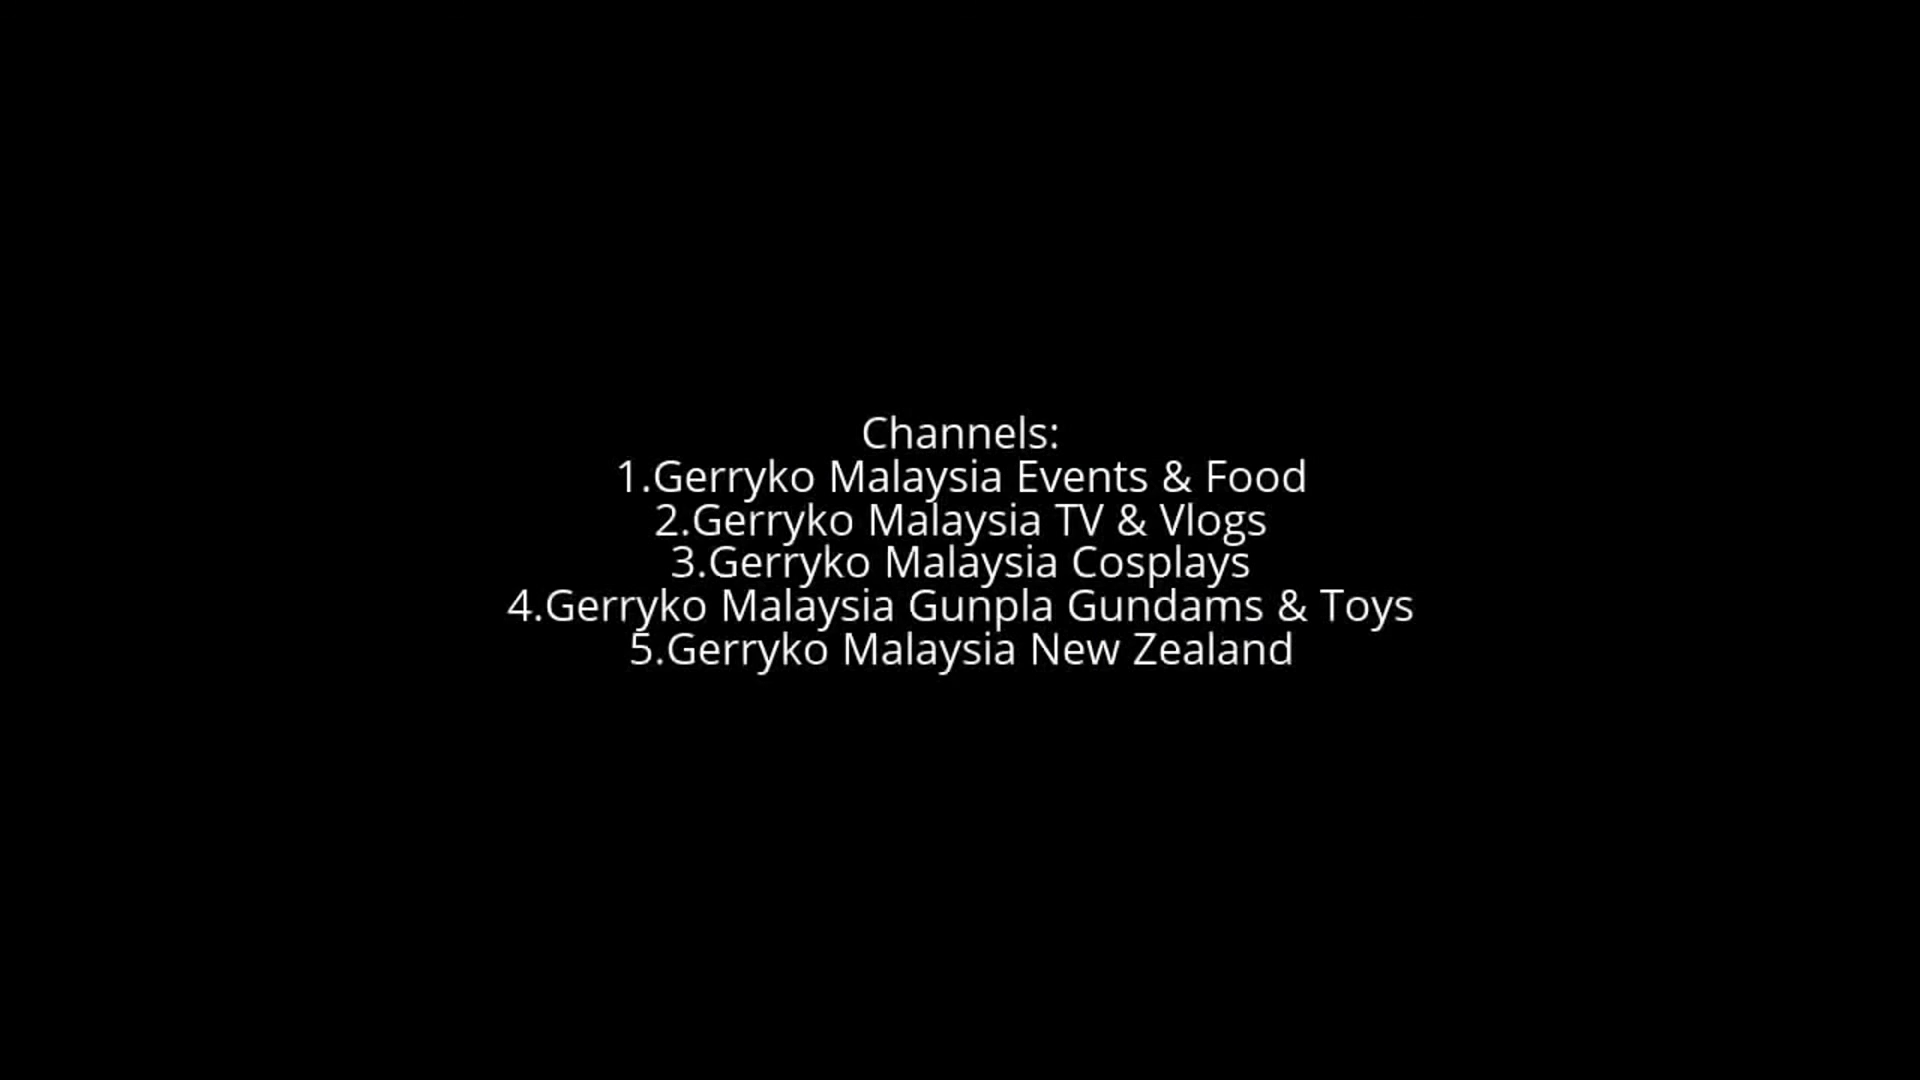 Channels:
1.Gerryko Malaysia Events & Food
2.Gerryko Malaysia TV & Vlogs
3.Gerryko Malaysia Cosplays
4.Gerryko Malaysia Gunpla Gundams & Toys
5.Gerryko Malaysia New Zealand